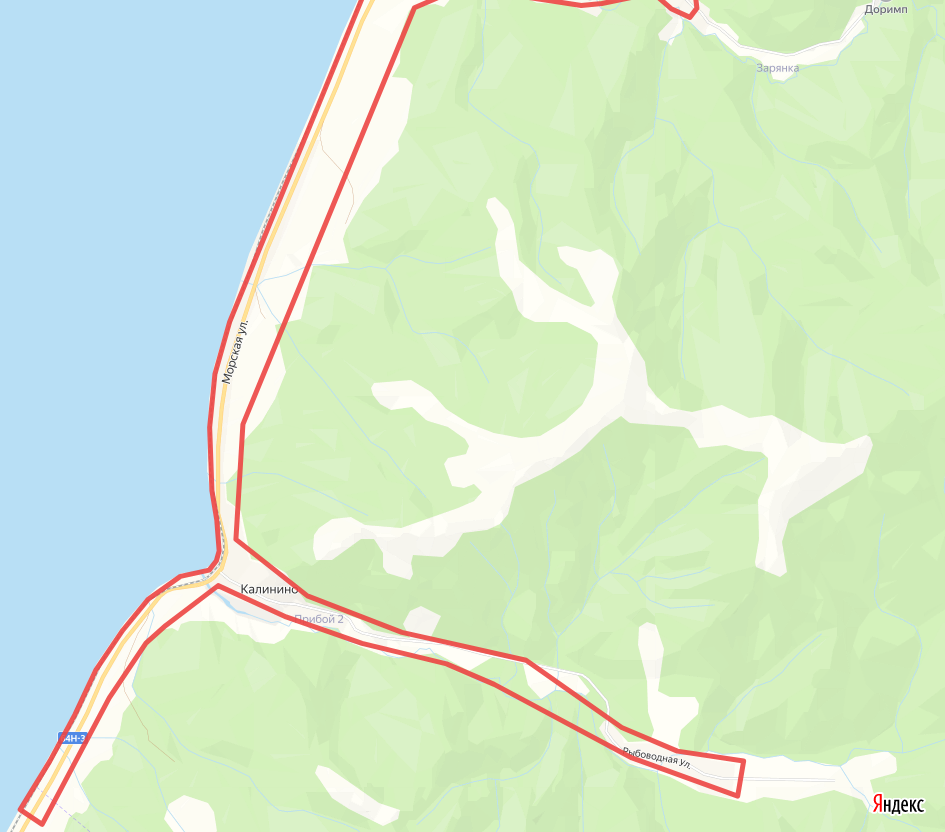 Доримп
Зарянка
Морская ул.
Калинино
Прибой 2
Рыбоводная ул.
Яндекс